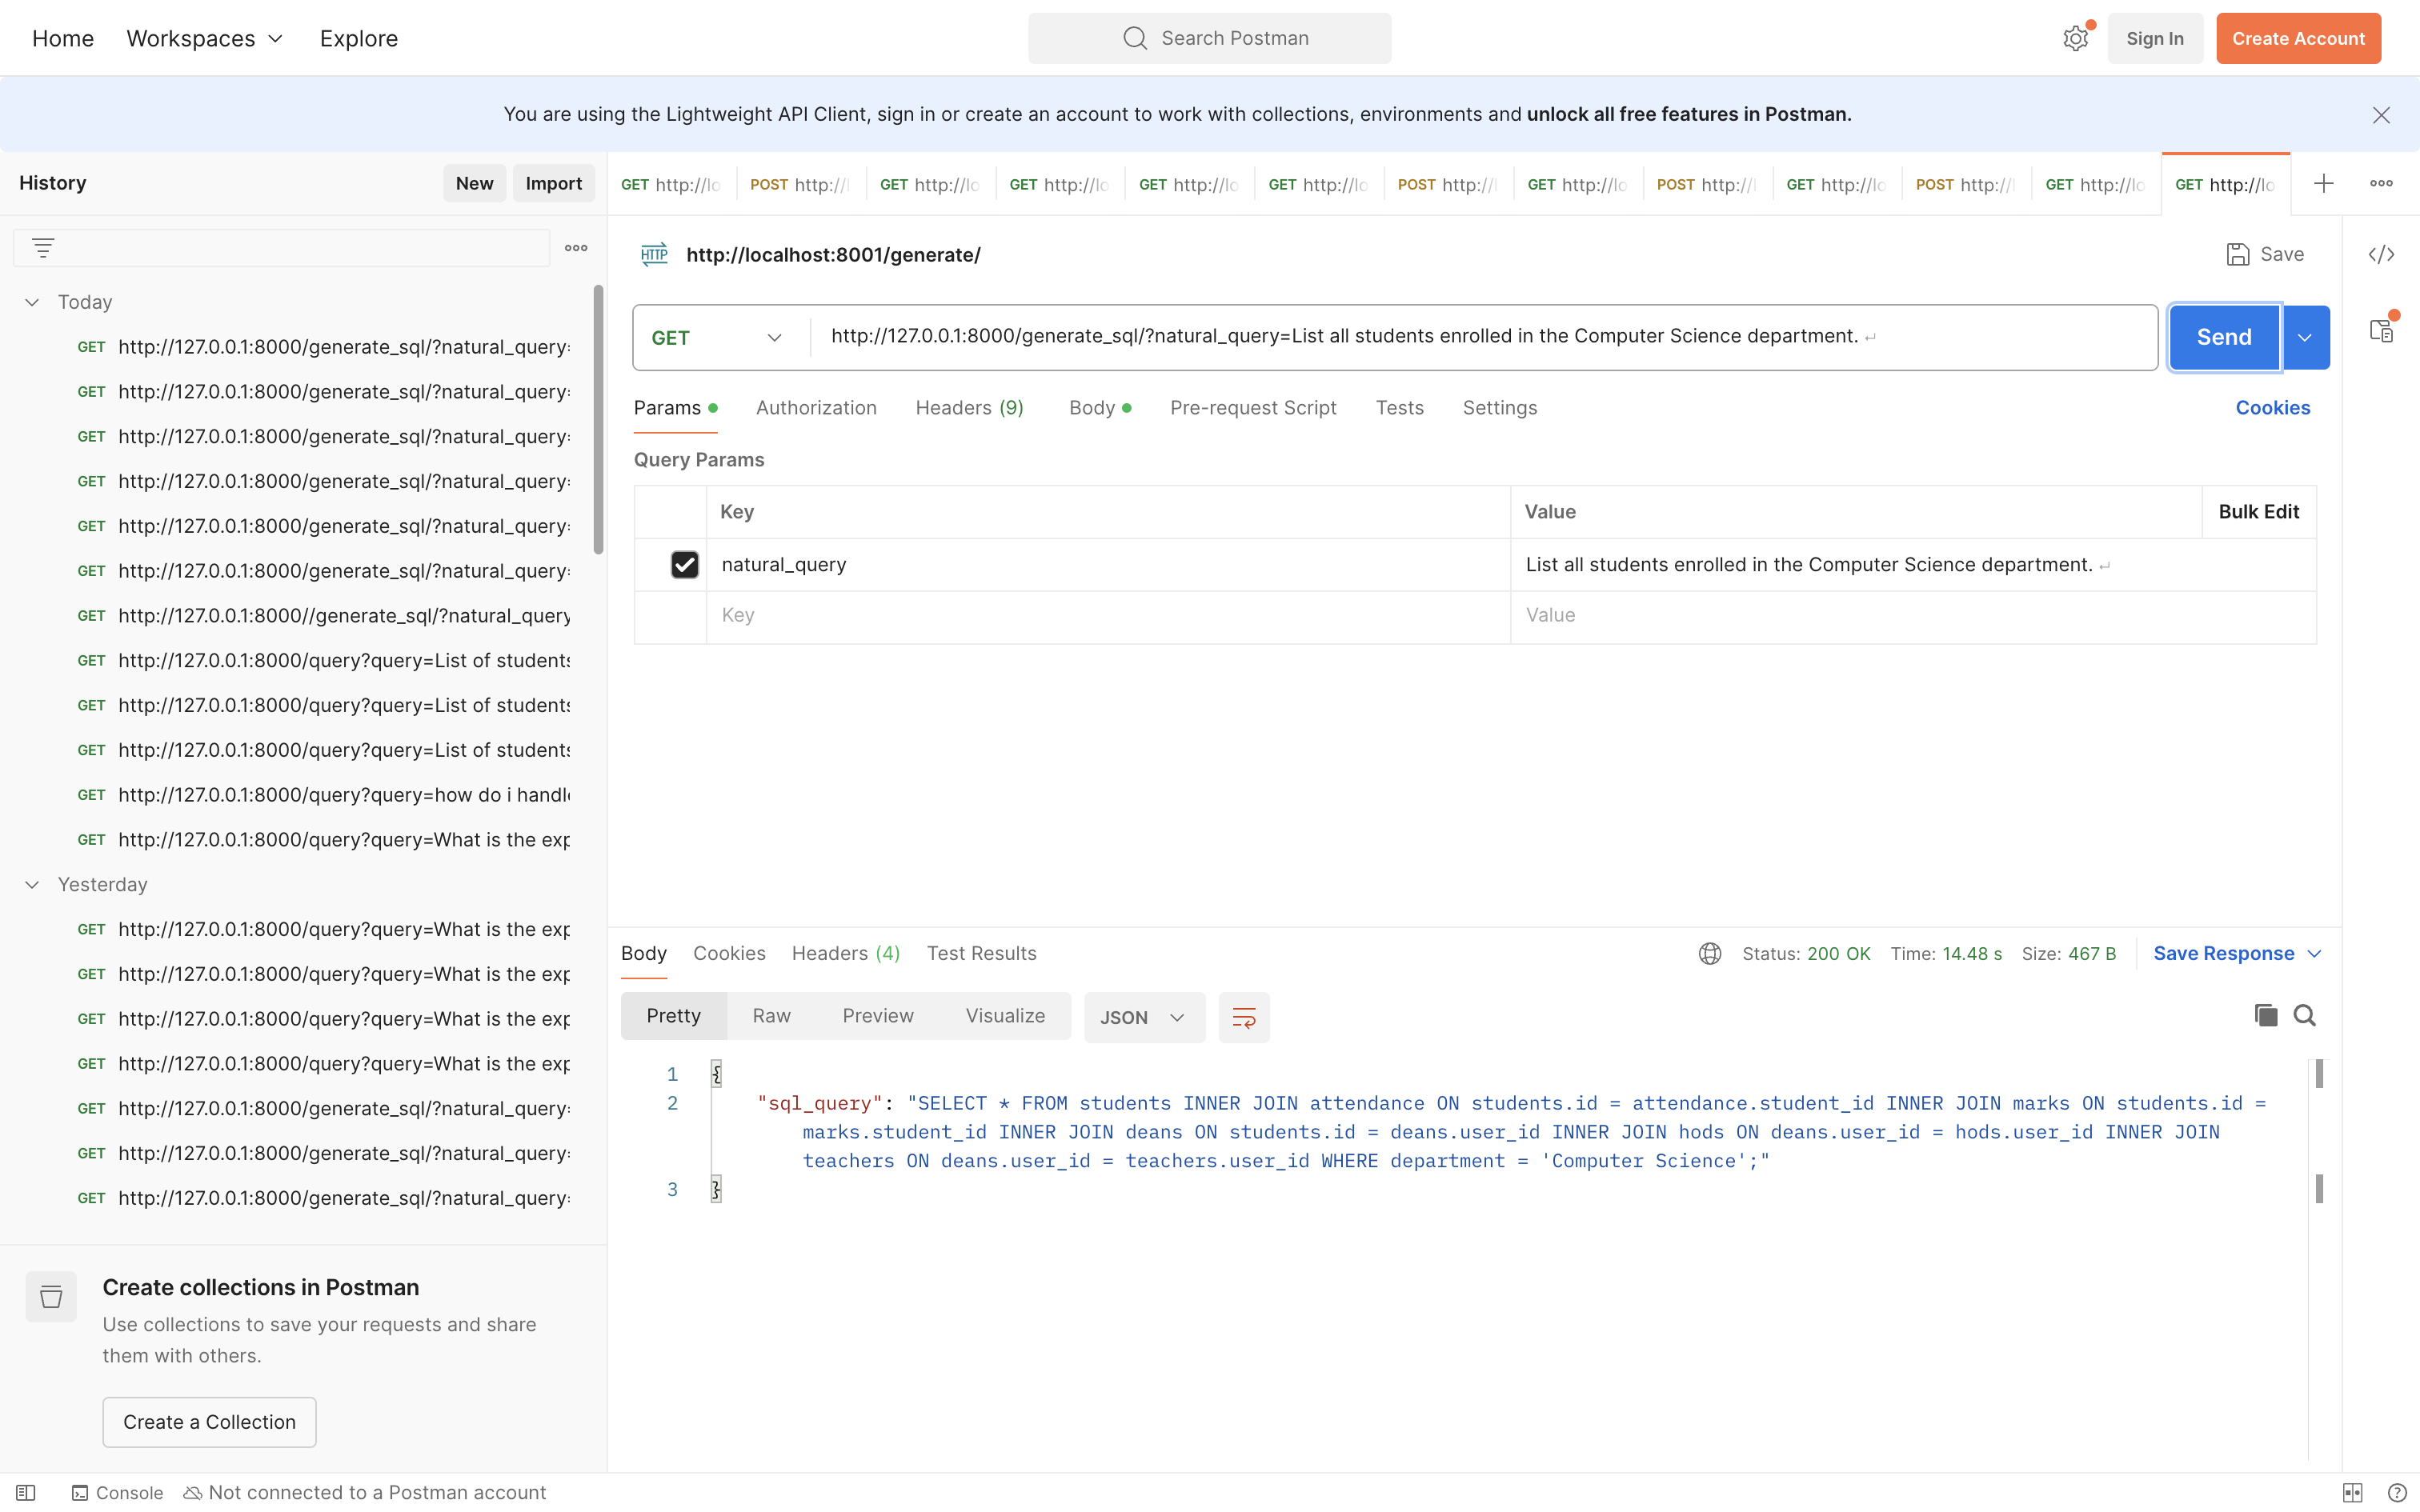 Home
Workspaces
Explore
Search Postman
Sign In
Create Account
You are using the Lightweight API Client, sign in or create an account to work with collections, environments and unlock all free features in Postman.
History
New
Import
GET http://lo
POST http://l
GET http://lo
GET http://lo
GET http://lo
GET http://lo
POST http://l
GET http://lo
POST http://l
GET http://lo
POST http://l
GET http://lo
GET http://lo
Today
GET http://127.0.0.1:8000/generate_sql/?natural_query=
GET http://127.0.0.1:8000/generate_sql/?natural_query=
GET http://127.0.0.1:8000/generate_sql/?natural_query=
GET http://127.0.0.1:8000/generate_sql/?natural_query=
GET http://127.0.0.1:8000/generate_sql/?natural_query=
GET http://127.0.0.1:8000/generate_sql/?natural_query=
GET http://127.0.0.1:8000//generate_sql/?natural_query
GET http://127.0.0.1:8000/query?query=List of students
GET http://127.0.0.1:8000/query?query=List of students
GET http://127.0.0.1:8000/query?query=List of students
GET http://127.0.0.1:8000/query?query=how do i handle
GET http://127.0.0.1:8000/query?query=What is the exp
Yesterday
GET http://127.0.0.1:8000/query?query=What is the exp
GET http://127.0.0.1:8000/query?query=What is the exp
GET http://127.0.0.1:8000/query?query=What is the exp
GET http://127.0.0.1:8000/query?query=What is the exp
GET http://127.0.0.1:8000/generate_sql/?natural_query=
GET http://127.0.0.1:8000/generate_sql/?natural_query=
GET http://127.0.0.1:8000/generate_sql/?natural_query=
Create collections in Postman
Use collections to save your requests and share
them with others.
Create a Collection
HTTP http://localhost:8001/generate/
Save
GET
http://127.0.0.1:8000/generate_sql/?natural_query=List all students enrolled in the Computer Science department. ↵
Send
Params
Authorization
Headers (9)
Body
Pre-request Script
Tests
Settings
Cookies
Query Params
Key
Value
Bulk Edit
natural_query
List all students enrolled in the Computer Science department. ↵
Key
Value
Body
Cookies
Headers (4)
Test Results
Status: 200 OK
Time: 14.48 s
Size: 467 B
Save Response
Pretty
Raw
Preview
Visualize
JSON
1 {
2 "sql_query": "SELECT * FROM students INNER JOIN attendance ON students.id = attendance.student_id INNER JOIN marks ON students.id =
marks.student_id INNER JOIN deans ON students.id = deans.user_id INNER JOIN hods ON deans.user_id = hods.user_id INNER JOIN
teachers ON deans.user_id = teachers.user_id WHERE department = 'Computer Science';"
3 }
Console
Not connected to a Postman account